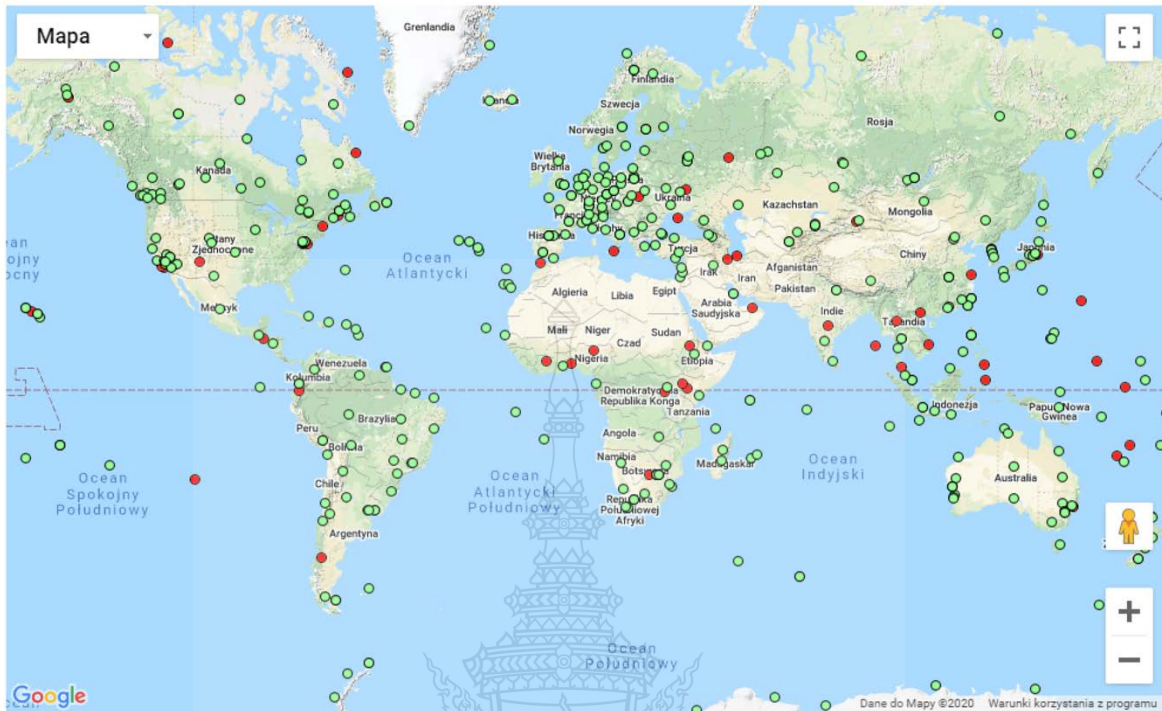 Mapa
Grenlandia
Finlandia
Szwecja
Norwegia
Rosja
Wielka
Brytania
Kanada
Ukraina
Kazachstan
Mongolia
Stany
Zjednoczone
Ocean
Atlantycki
Turcja
Chiny
Japonia
Irak
Iran
Afganistan
Pakistan
Algieria
Libia
Egipt
Arabia
Saudyjska
Indie
Meksyk
Mali
Niger
Sudan
Czad
Tajlandia
Nigeria
Etiopia
Wenezuela
Kolumbia
Demokratyczna
Republika Konga
Tanzania
Indonezja
Papua-Nowa
Gwinea
Peru
Brazylia
Boliwia
Angola
Namibia
Botswana
Madagaskar
Ocean
Indyjski
Ocean
Spokojny
Południowy
Chile
Ocean
Atlantycki
Południowy
Republika
Południowej
Afryki
Australia
Argentyna
Ocean
Południowy
Google
Dane do Mapy ©2020 Warunki korzystania z programu